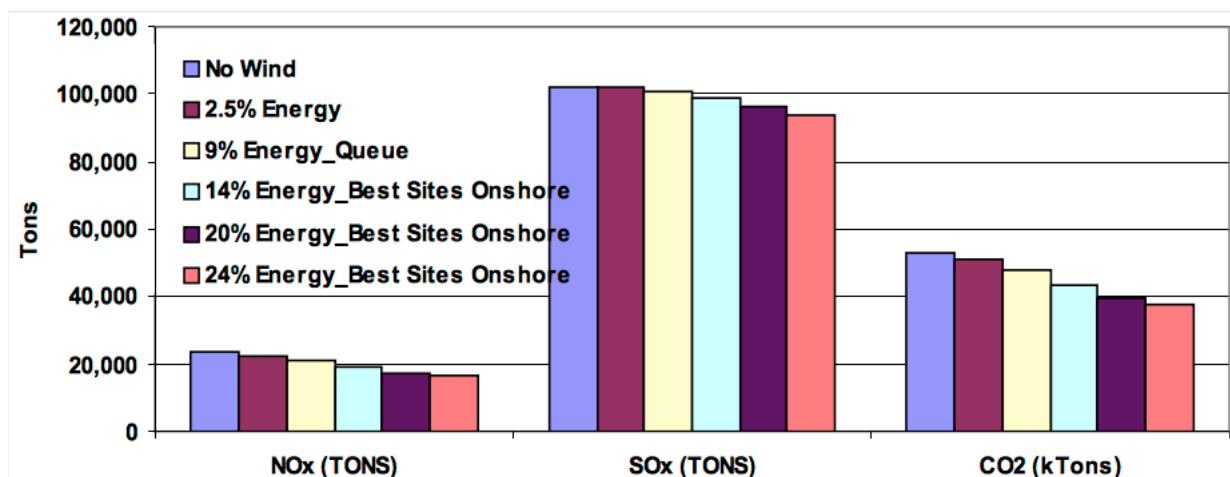 120,000
100,000
80,000
60,000
40,000
20,000
0
Tons
No Wind
2.5% Energy
9% Energy_Queue
14% Energy_Best Sites Onshore
20% Energy_Best Sites Onshore
24% Energy_Best Sites Onshore
NOx (TONS)
SOx (TONS)
CO2 (kTons)